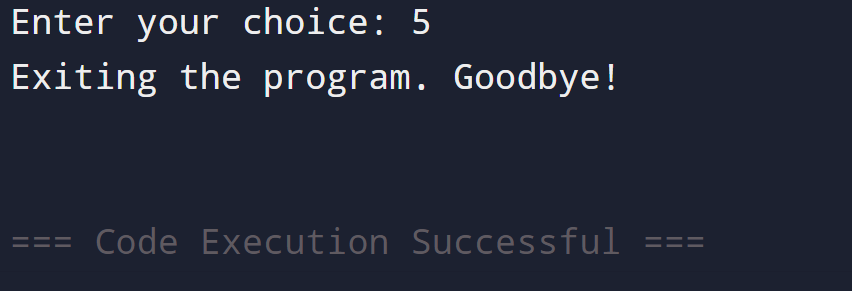 Enter your choice: 5
Exiting the program. Goodbye!
=== Code Execution Successful ===